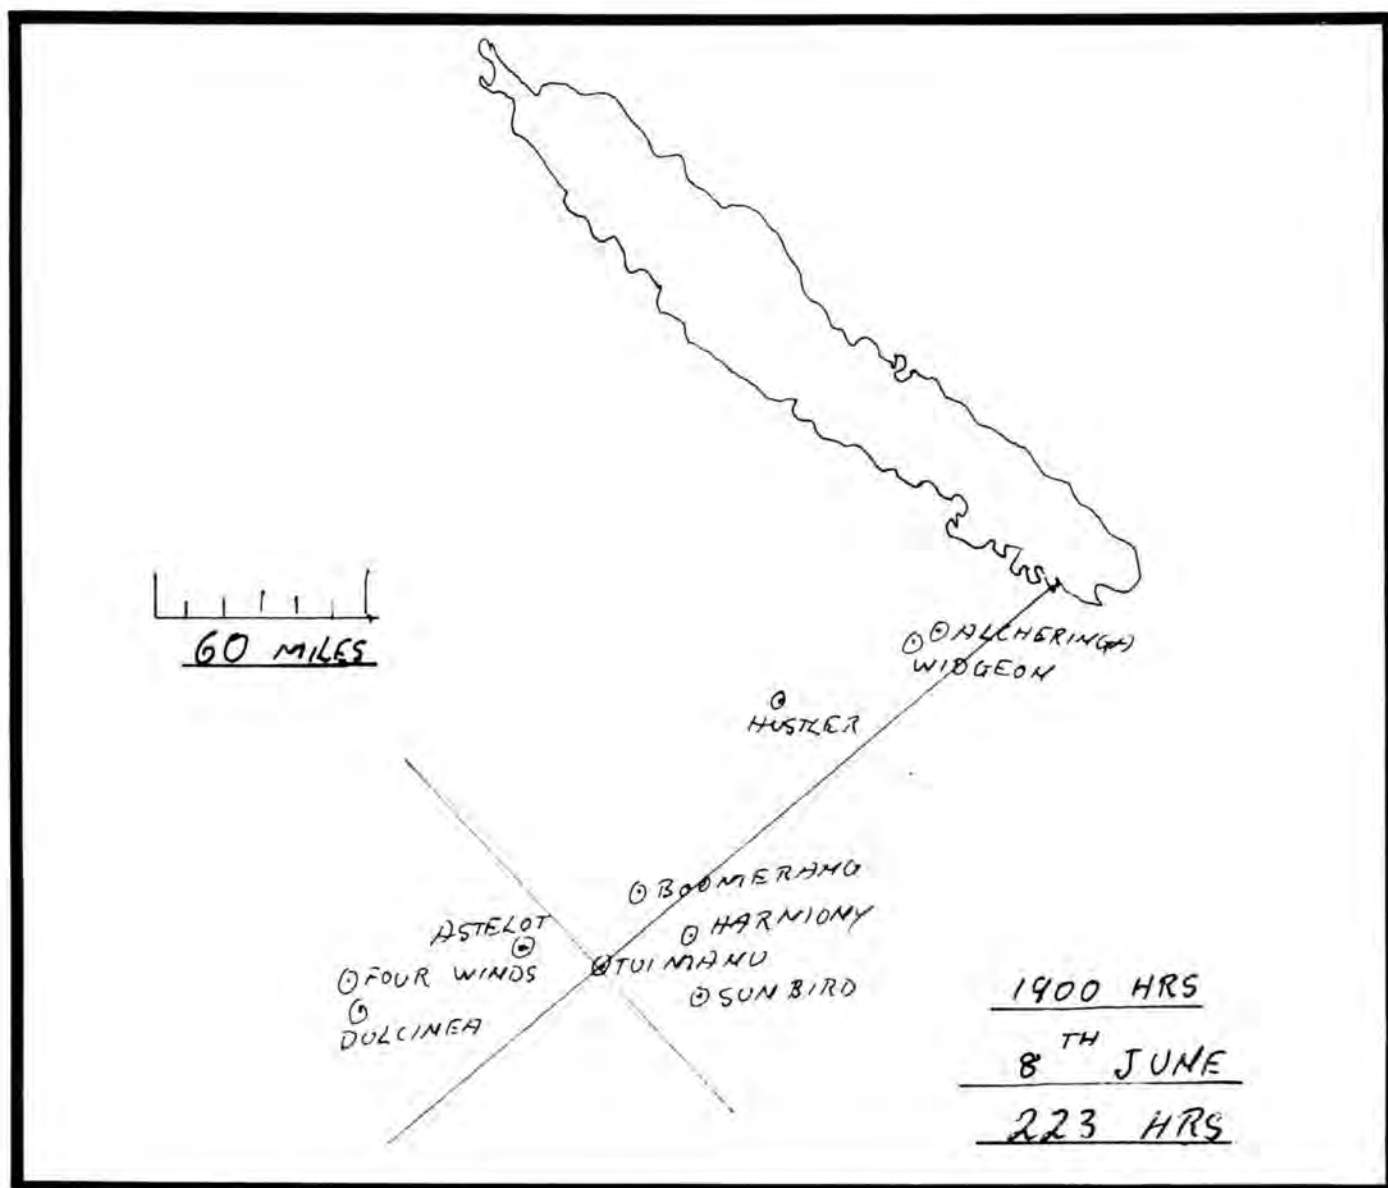 60 MILES
ALCHERINGA
WIDGEON
HUSTLER
BOOMERANG
ASTELOT
HARMONY
FOUR WINDS
TUI MANU
SUN BIRD
DULCINEA
1900 HRS
8TH JUNE
223 HRS